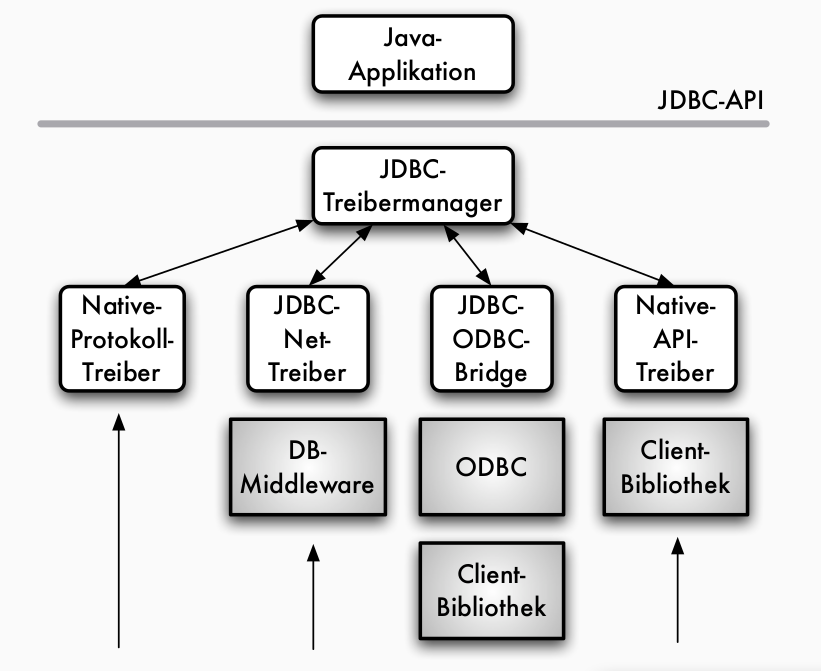 Java-
Applikation
JDBC-API
JDBC-
Treibermanager
Native-
Protokoll-
Treiber
JDBC-
Net-
Treiber
JDBC-
ODBC-
Bridge
Native-
API-
Treiber
DB-
Middleware
ODBC
Client-
Bibliothek
Client-
Bibliothek